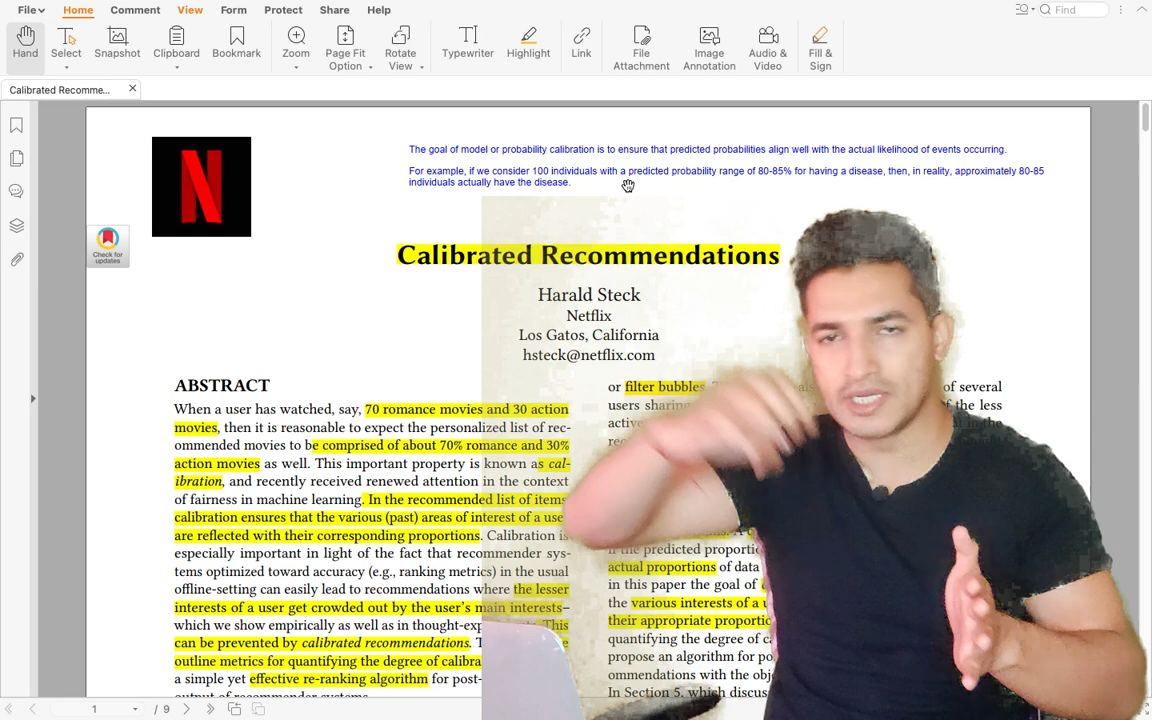 File Home Comment View Form Protect Share Help Find
Hand Select Snapshot Clipboard Bookmark Zoom Page Fit Option Rotate View Typewriter Highlight Link File Attachment Image Annotation Audio & Video Fill & Sign
Calibrated Recomme...
N
The goal of model or probability calibration is to ensure that predicted probabilities align well with the actual likelihood of events occurring.
For example, if we consider 100 individuals with a predicted probability range of 80-85% for having a disease, then, in reality, approximately 80-85
individuals actually have the disease.
Check for
updates
Calibrated Recommendations
Harald Steck
Netflix
Los Gatos, California
hsteck@netflix.com
ABSTRACT
When a user has watched, say, 70 romance movies and 30 action
movies, then it is reasonable to expect the personalized list of rec-
ommended movies to be comprised of about 70% romance and 30%
action movies as well. This important property is known as cal-
ibration, and recently received renewed attention in the context
of fairness in machine learning. In the recommended list of items
calibration ensures that the various (past) areas of interest of a use
are reflected with their corresponding proportions. Calibration is
especially important in light of the fact that recommender sys-
tems optimized toward accuracy (e.g., ranking metrics) in the usual
offline-setting can easily lead to recommendations where the lesser
interests of a user get crowded out by the user's main interests–
which we show empirically as well as in thought-exp This
can be prevented by calibrated recommendations.
outline metrics for quantifying the degree of calibra
a simple yet effective re-ranking algorithm for post-
output of recommender systems.
or filter bubbles. of several
users sharing of the less
active in the
if the predicted proportio
actual proportions of data
in this paper the goal of
the various interests of a u
their appropriate proportio
quantifying the degree of ca
propose an algorithm for po
ommendations with the obj
In Section 5, which discus
1 / 9